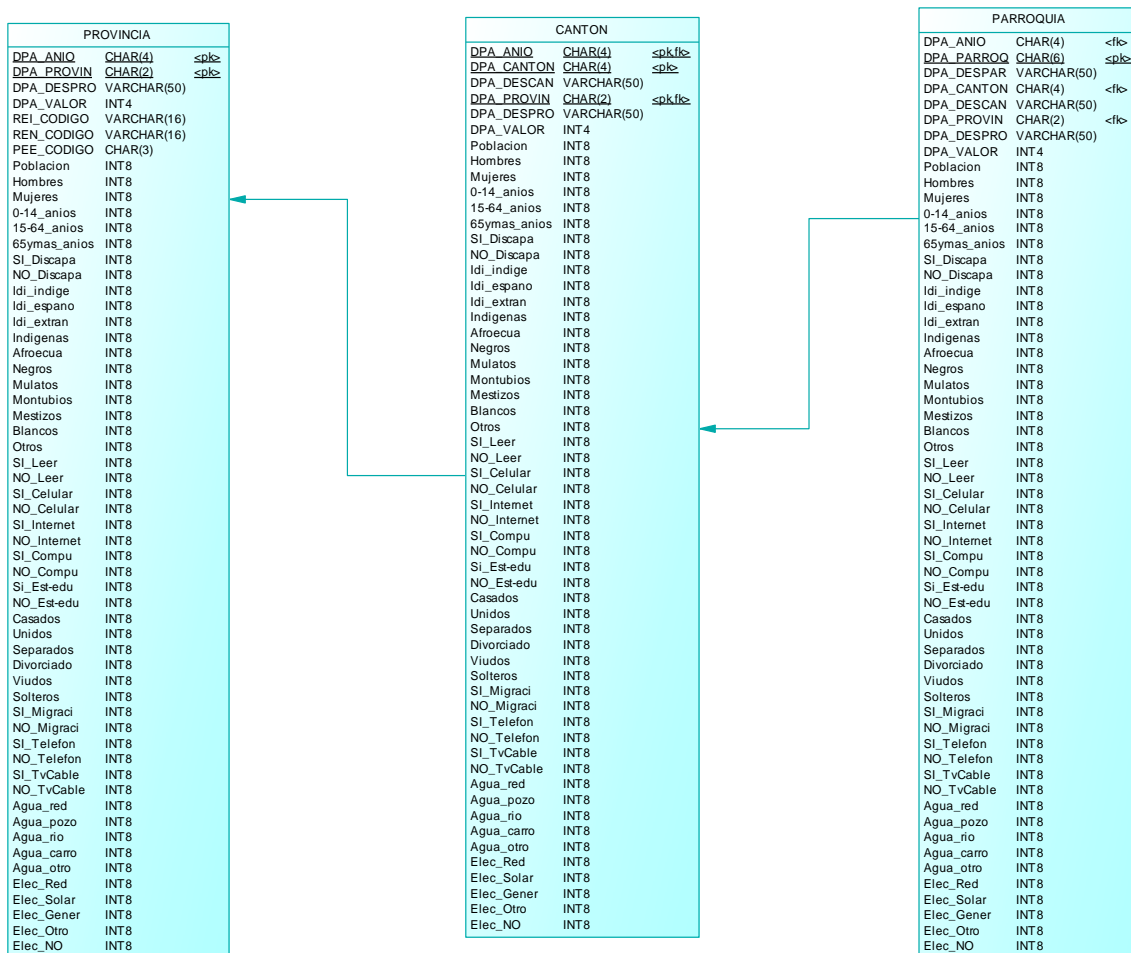 PROVINCIA
DPA_ANIO CHAR(4) <pk>
DPA_PROVIN CHAR(2) <pk>
DPA_DESPRO VARCHAR(50)
DPA_VALOR INT4
REI_CODIGO VARCHAR(16)
REN_CODIGO VARCHAR(16)
PEE_CODIGO CHAR(3)
Poblacion INT8
Hombres INT8
Mujeres INT8
0-14_anios INT8
15-64_anios INT8
65ymas_anios INT8
SI_Discapa INT8
NO_Discapa INT8
Idi_indige INT8
Idi_espano INT8
Idi_extran INT8
Indigenas INT8
Afroecua INT8
Negros INT8
Mulatos INT8
Montubios INT8
Mestizos INT8
Blancos INT8
Otros INT8
SI_Leer INT8
NO_Leer INT8
SI_Celular INT8
NO_Celular INT8
SI_Internet INT8
NO_Internet INT8
SI_Compu INT8
NO_Compu INT8
Si_Est-edu INT8
NO_Est-edu INT8
Casados INT8
Unidos INT8
Separados INT8
Divorciado INT8
Viudos INT8
Solteros INT8
SI_Migraci INT8
NO_Migraci INT8
SI_Telefon INT8
NO_Telefon INT8
SI_TvCable INT8
NO_TvCable INT8
Agua_red INT8
Agua_pozo INT8
Agua_rio INT8
Agua_carro INT8
Agua_otro INT8
Elec_Red INT8
Elec_Solar INT8
Elec_Gener INT8
Elec_Otro INT8
Elec_NO INT8
CANTON
DPA_ANIO CHAR(4) <pk,fk>
DPA_CANTON CHAR(4) <pk>
DPA_DESCAN VARCHAR(50)
DPA_PROVIN CHAR(2) <pk,fk>
DPA_DESPRO VARCHAR(50)
DPA_VALOR INT4
Poblacion INT8
Hombres INT8
Mujeres INT8
0-14_anios INT8
15-64_anios INT8
65ymas_anios INT8
SI_Discapa INT8
NO_Discapa INT8
Idi_indige INT8
Idi_espano INT8
Idi_extran INT8
Indigenas INT8
Afroecua INT8
Negros INT8
Mulatos INT8
Montubios INT8
Mestizos INT8
Blancos INT8
Otros INT8
SI_Leer INT8
NO_Leer INT8
SI_Celular INT8
NO_Celular INT8
SI_Internet INT8
NO_Internet INT8
SI_Compu INT8
NO_Compu INT8
Si_Est-edu INT8
NO_Est-edu INT8
Casados INT8
Unidos INT8
Separados INT8
Divorciado INT8
Viudos INT8
Solteros INT8
SI_Migraci INT8
NO_Migraci INT8
SI_Telefon INT8
NO_Telefon INT8
SI_TvCable INT8
NO_TvCable INT8
Agua_red INT8
Agua_pozo INT8
Agua_rio INT8
Agua_carro INT8
Agua_otro INT8
Elec_Red INT8
Elec_Solar INT8
Elec_Gener INT8
Elec_Otro INT8
Elec_NO INT8
PARROQUIA
DPA_ANIO CHAR(4) <fk>
DPA_PARROQ CHAR(6) <pk>
DPA_DESPAR VARCHAR(50)
DPA_CANTON CHAR(4) <fk>
DPA_DESCAN VARCHAR(50)
DPA_PROVIN CHAR(2) <fk>
DPA_DESPRO VARCHAR(50)
DPA_VALOR INT4
Poblacion INT8
Hombres INT8
Mujeres INT8
0-14_anios INT8
15-64_anios INT8
65ymas_anios INT8
SI_Discapa INT8
NO_Discapa INT8
Idi_indige INT8
Idi_espano INT8
Idi_extran INT8
Indigenas INT8
Afroecua INT8
Negros INT8
Mulatos INT8
Montubios INT8
Mestizos INT8
Blancos INT8
Otros INT8
SI_Leer INT8
NO_Leer INT8
SI_Celular INT8
NO_Celular INT8
SI_Internet INT8
NO_Internet INT8
SI_Compu INT8
NO_Compu INT8
Si_Est-edu INT8
NO_Est-edu INT8
Casados INT8
Unidos INT8
Separados INT8
Divorciado INT8
Viudos INT8
Solteros INT8
SI_Migraci INT8
NO_Migraci INT8
SI_Telefon INT8
NO_Telefon INT8
SI_TvCable INT8
NO_TvCable INT8
Agua_red INT8
Agua_pozo INT8
Agua_rio INT8
Agua_carro INT8
Agua_otro INT8
Elec_Red INT8
Elec_Solar INT8
Elec_Gener INT8
Elec_Otro INT8
Elec_NO INT8